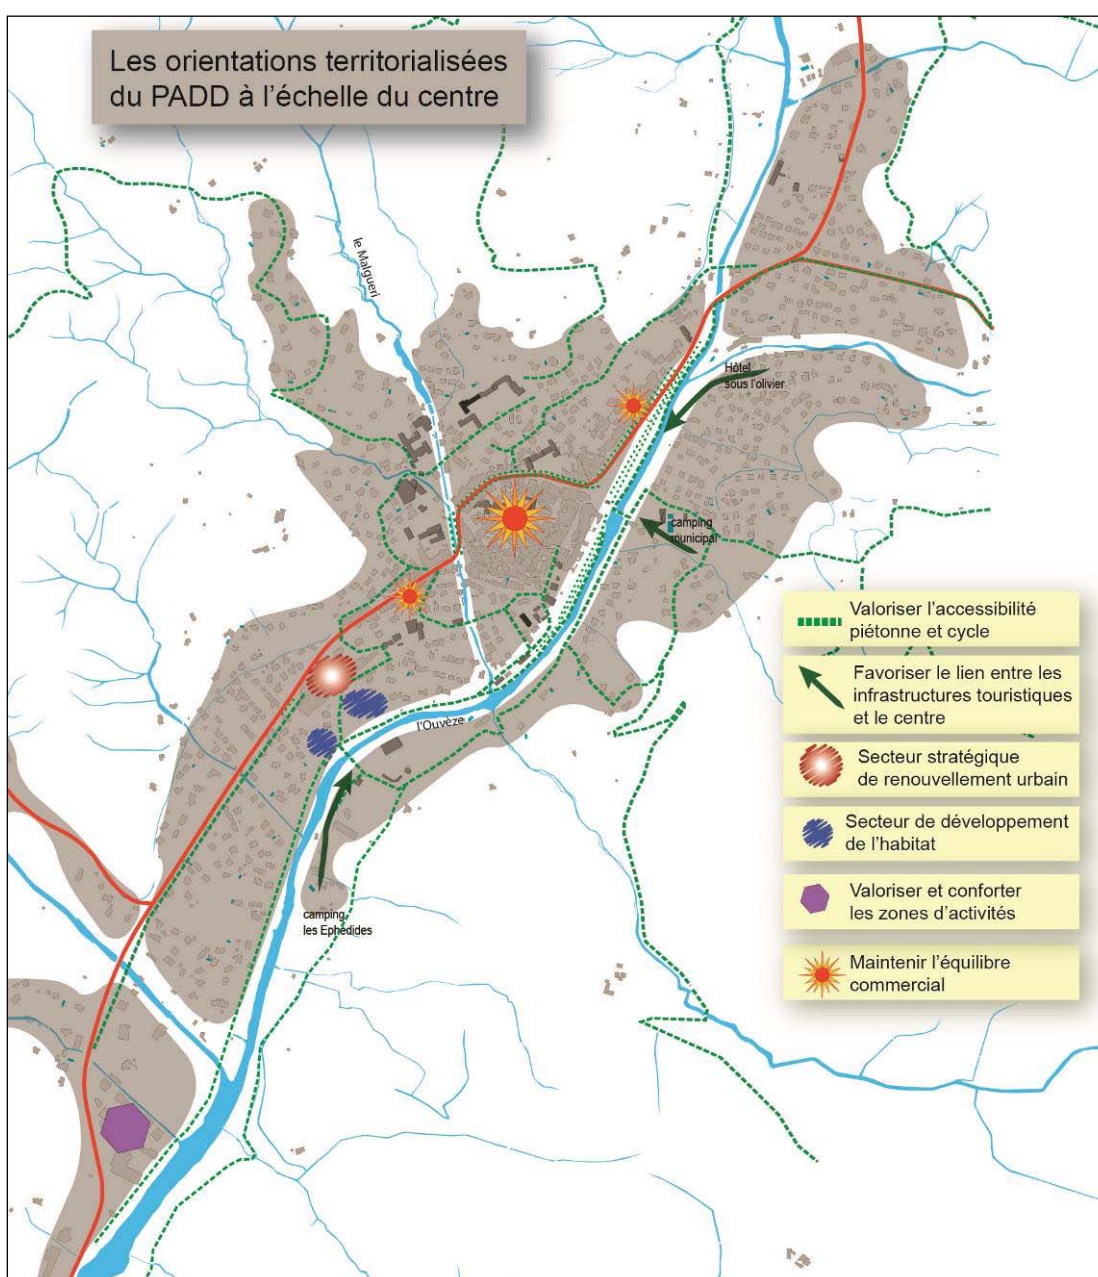 Les orientations territorialisées
du PADD à l'échelle du centre
le Malgueri
Hôtel
sous l'olivier
camping
municipal
l'Ouvèze
camping
les Ephédides
Valoriser l'accessibilité
piétonne et cycle
Favoriser le lien entre les
infrastructures touristiques
et le centre
Secteur stratégique
de renouvellement urbain
Secteur de développement
de l'habitat
Valoriser et conforter
les zones d'activités
Maintenir l'équilibre
commercial